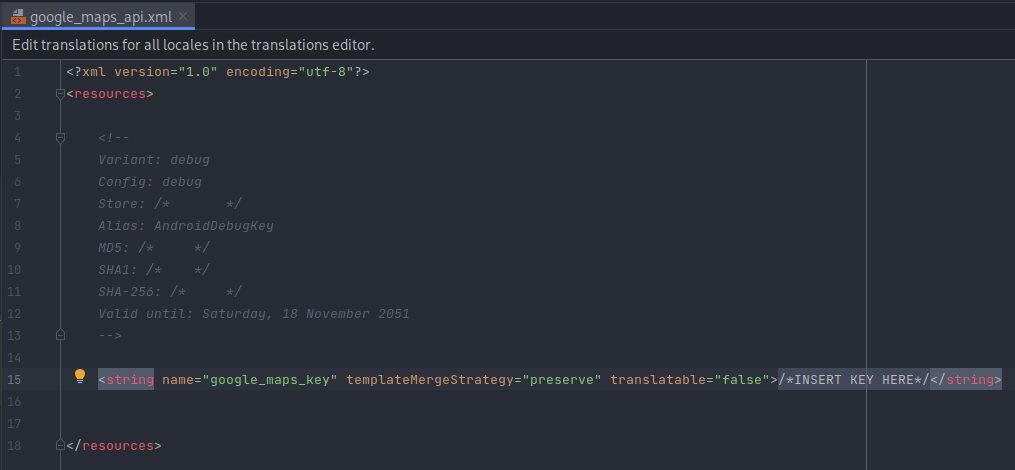 google_maps_api.xml
Edit translations for all locales in the translations editor.
1 <?xml version="1.0" encoding="utf-8"?>
2 <resources>
3
4 <!--
5 Variant: debug
6 Config: debug
7 Store: /* */
8 Alias: AndroidDebugKey
9 MD5: /* */
10 SHA1: /* */
11 SHA-256: /* */
12 Valid until: Saturday, 18 November 2051
13 -->
14
15 <string name="google_maps_key" templateMergeStrategy="preserve" translatable="false">/*INSERT KEY HERE*/</string>
16
17
18 </resources>